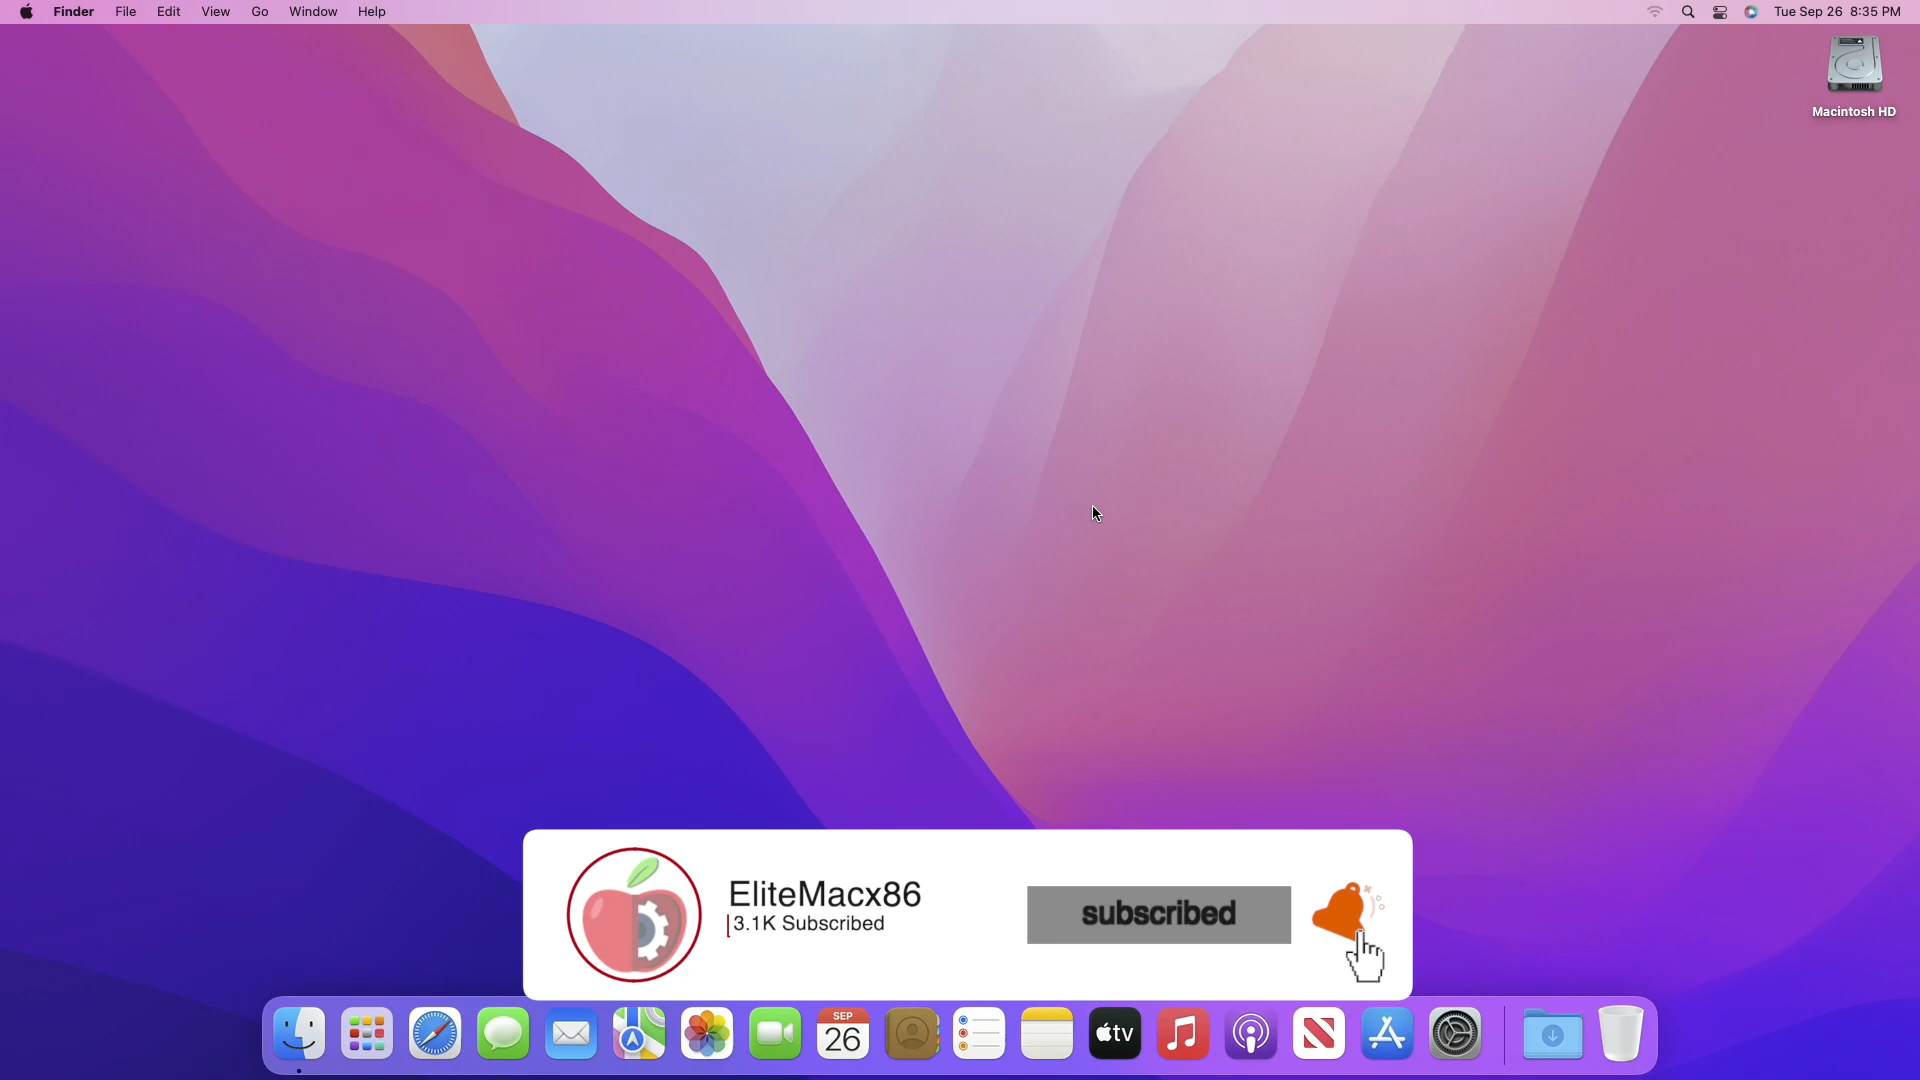 Finder File Edit View Go Window Help Tue Sep 26 8:35 PM
Macintosh HD
EliteMacx86
3.1K Subscribed
subscribed
SEP
26
tv